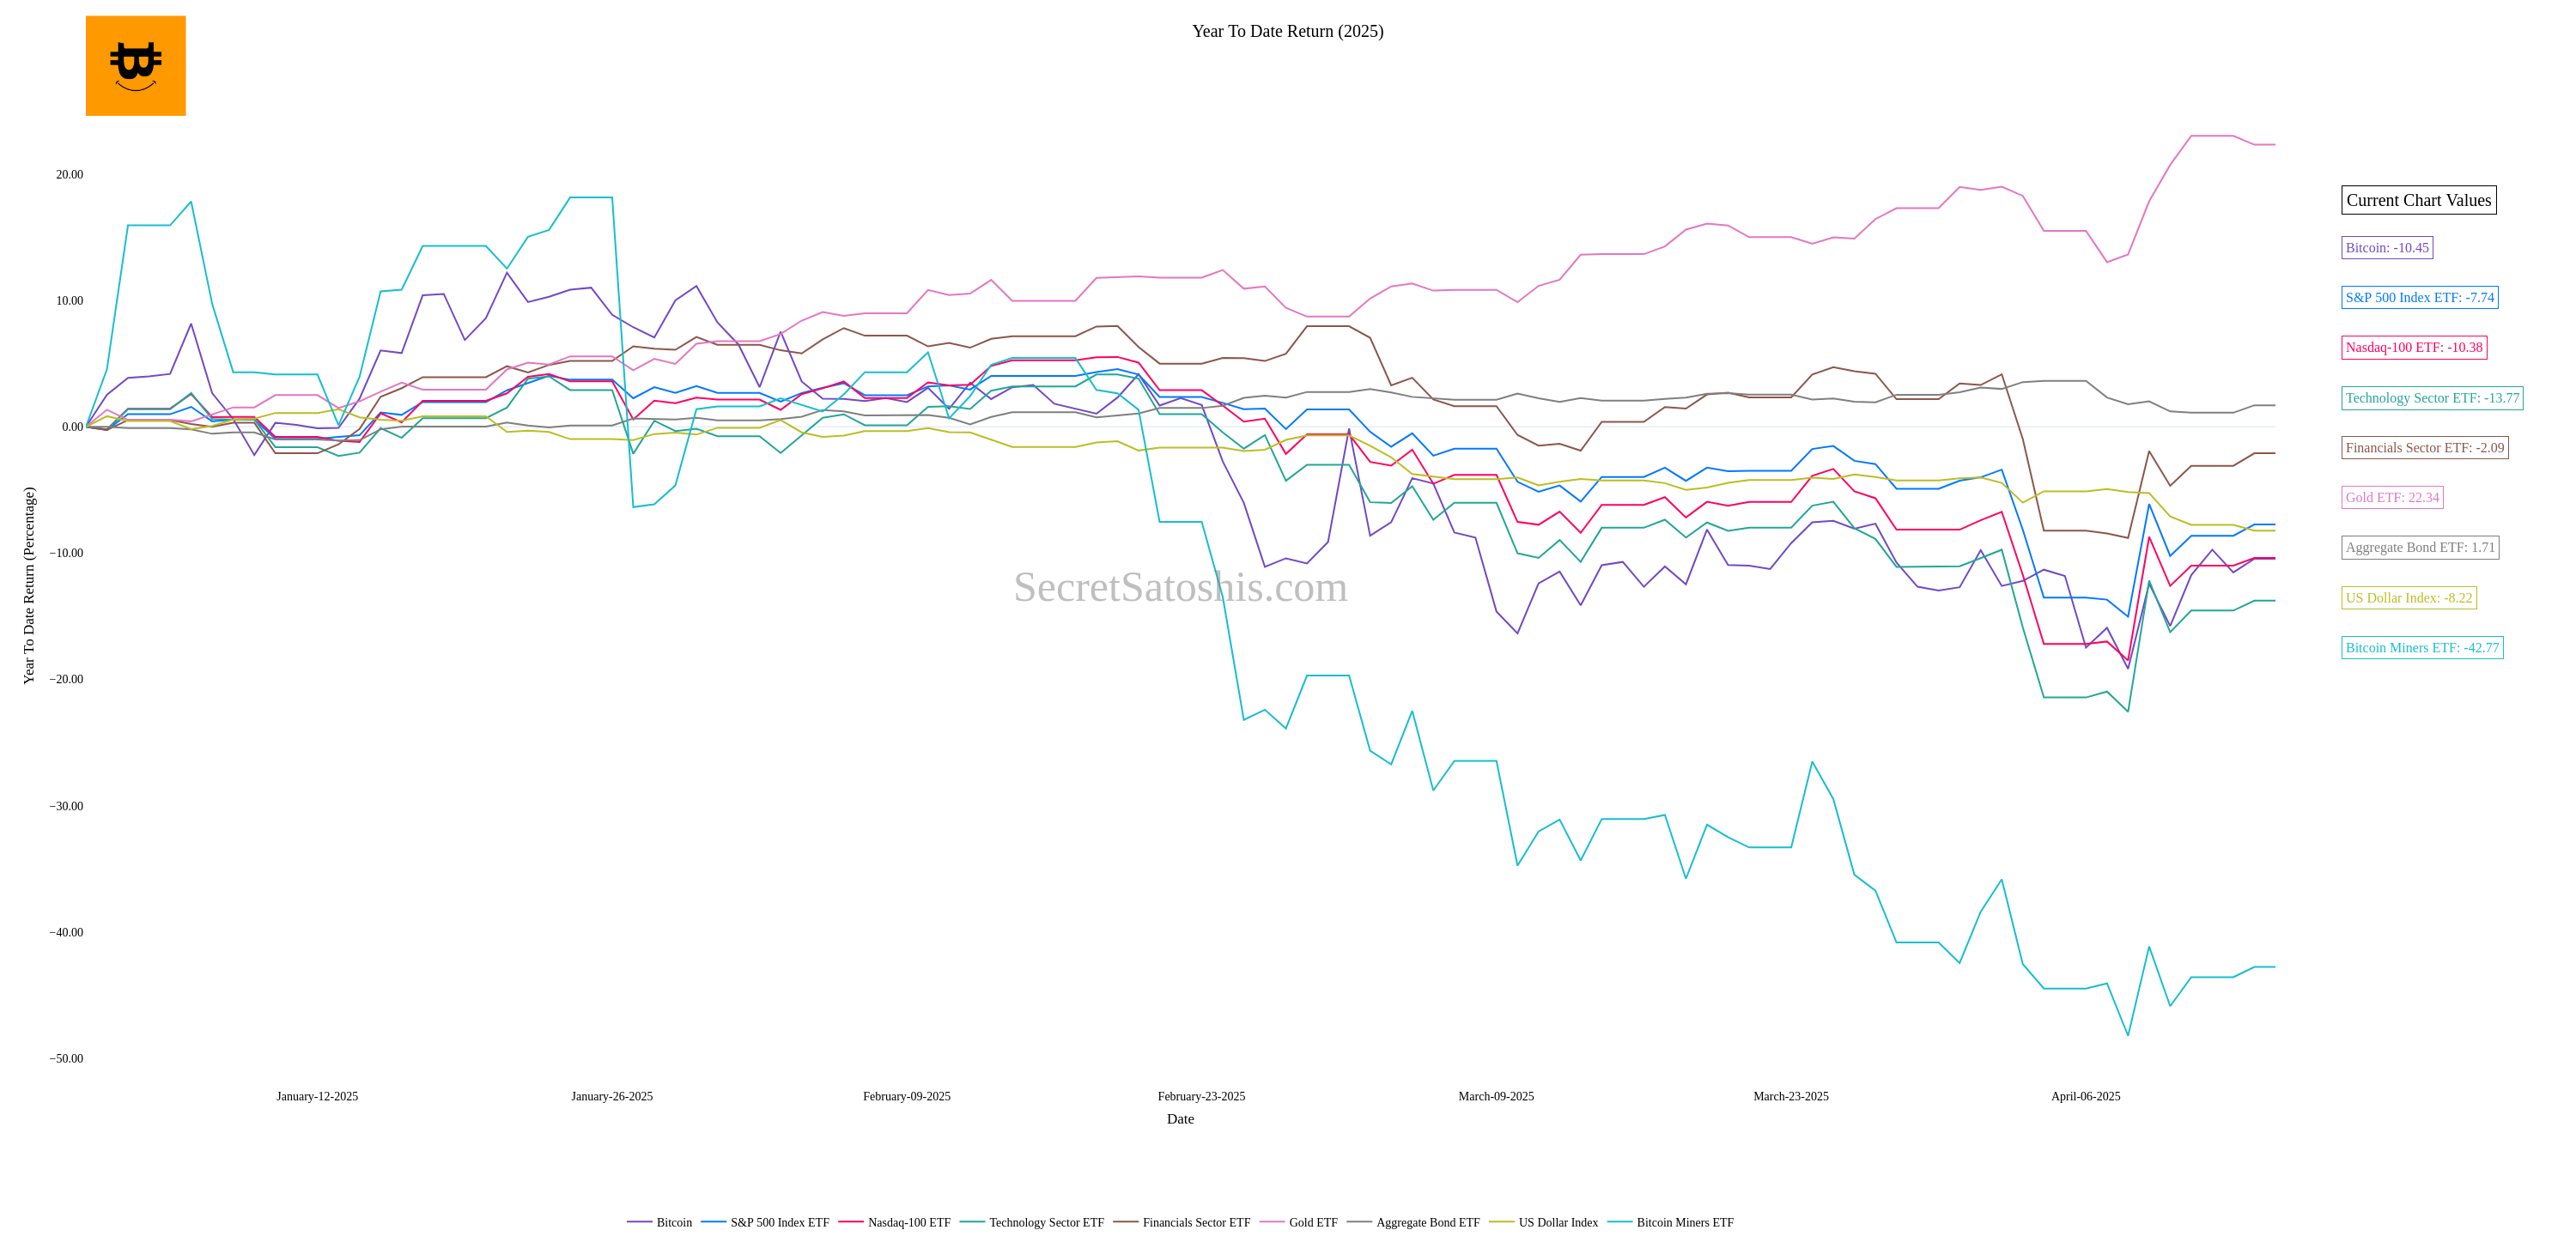 Year To Date Return (2025)
20.00
10.00
0.00
−10.00
−20.00
−30.00
−40.00
−50.00
Year To Date Return (Percentage)
SecretSatoshis.com
Current Chart Values
Bitcoin: -10.45
S&P 500 Index ETF: -7.74
Nasdaq-100 ETF: -10.38
Technology Sector ETF: -13.77
Financials Sector ETF: -2.09
Gold ETF: 22.34
Aggregate Bond ETF: 1.71
US Dollar Index: -8.22
Bitcoin Miners ETF: -42.77
January-12-2025 January-26-2025 February-09-2025 February-23-2025 March-09-2025 March-23-2025 April-06-2025
Date
Bitcoin S&P 500 Index ETF Nasdaq-100 ETF Technology Sector ETF Financials Sector ETF Gold ETF Aggregate Bond ETF US Dollar Index Bitcoin Miners ETF